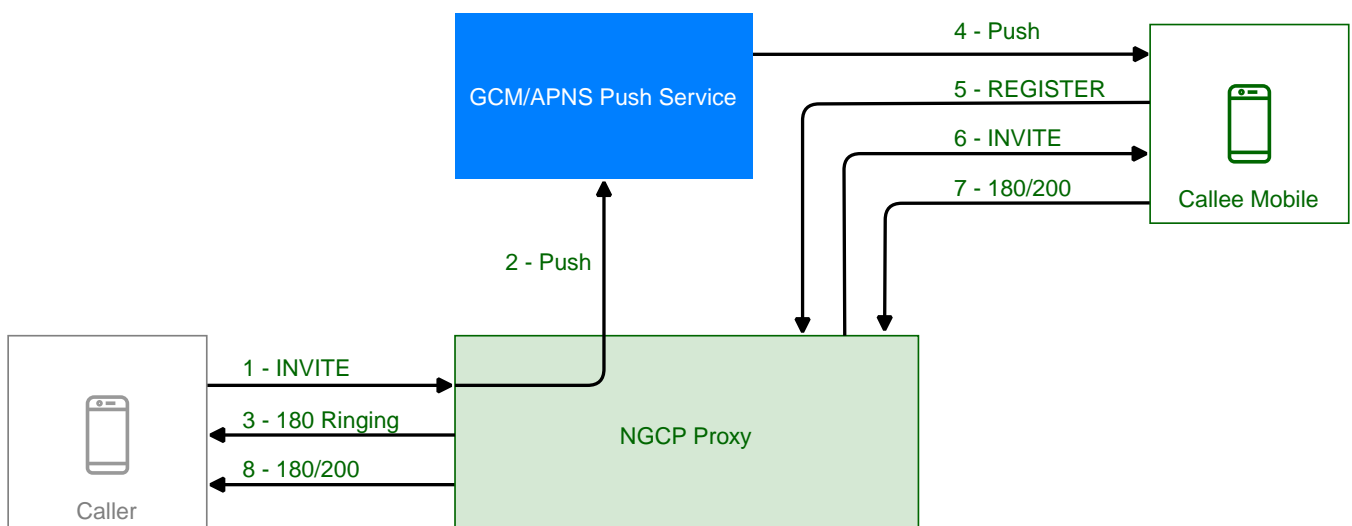 4 - Push
GCM/APNS Push Service
5 - REGISTER
6 - INVITE
7 - 180/200
Callee Mobile
2 - Push
1 - INVITE
3 - 180 Ringing
NGCP Proxy
8 - 180/200
Caller